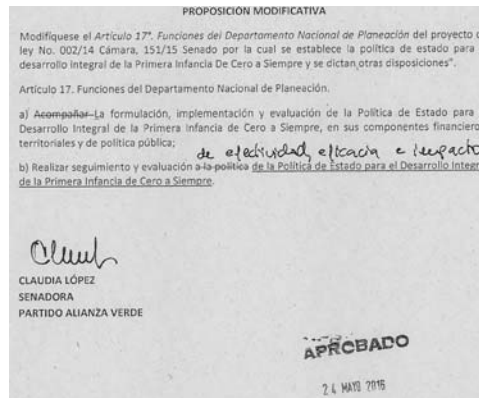 PROPOSICIÓN MODIFICATIVA
Modifíquese el Artículo 17°. Funciones del Departamento Nacional de Planeación del proyecto
ley No. 002/14 Cámara, 151/15 Senado por la cual se establece la política de estado para
desarrollo integral de la Primera Infancia De Cero a Siempre y se dictan otras disposiciones".
Artículo 17. Funciones del Departamento Nacional de Planeación.
a) Acompañar La formulación, implementación y evaluación de la Política de Estado para
Desarrollo Integral de la Primera Infancia de Cero a Siempre, en sus componentes financiero
territoriales y de política pública;
de efectividad, eficacia e impacto
b) Realizar seguimiento y evaluación a la política de la Política de Estado para el Desarrollo Integr
de la Primera Infancia de Cero a Siempre.
CLAUDIA LÓPEZ
SENADORA
PARTIDO ALIANZA VERDE
APROBADO
24 MAYO 2016